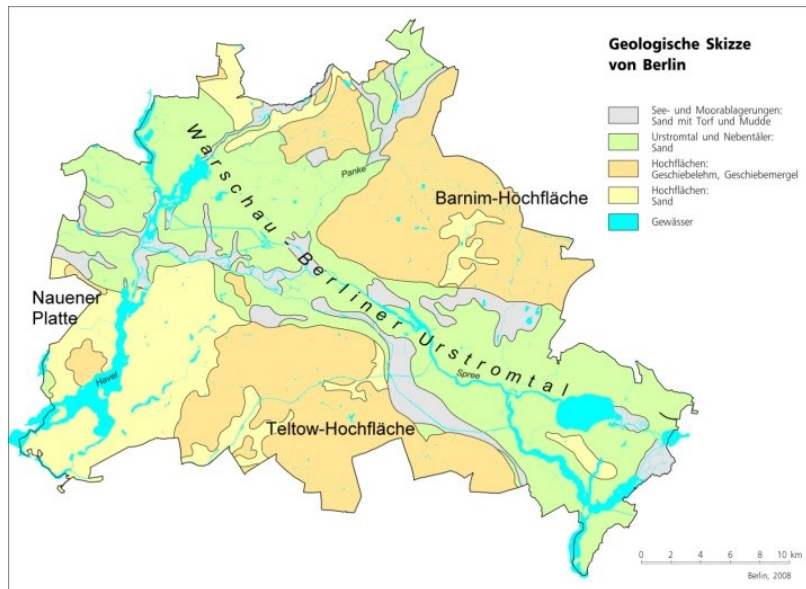 Geologische Skizze
von Berlin
See- und Moorablagerungen:
Sand mit Torf und Mudde
Urstromtal und Nebentäler:
Sand
Hochflächen:
Geschiebelehm, Geschiebemergel
Hochflächen:
Sand
Gewässer
Warschau - Berliner Urstromtal
Panke
Barnim-Hochfläche
Nauener
Platte
Havel
Spree
Teltow-Hochfläche
0 2 4 6 8 10 km
Berlin, 2008